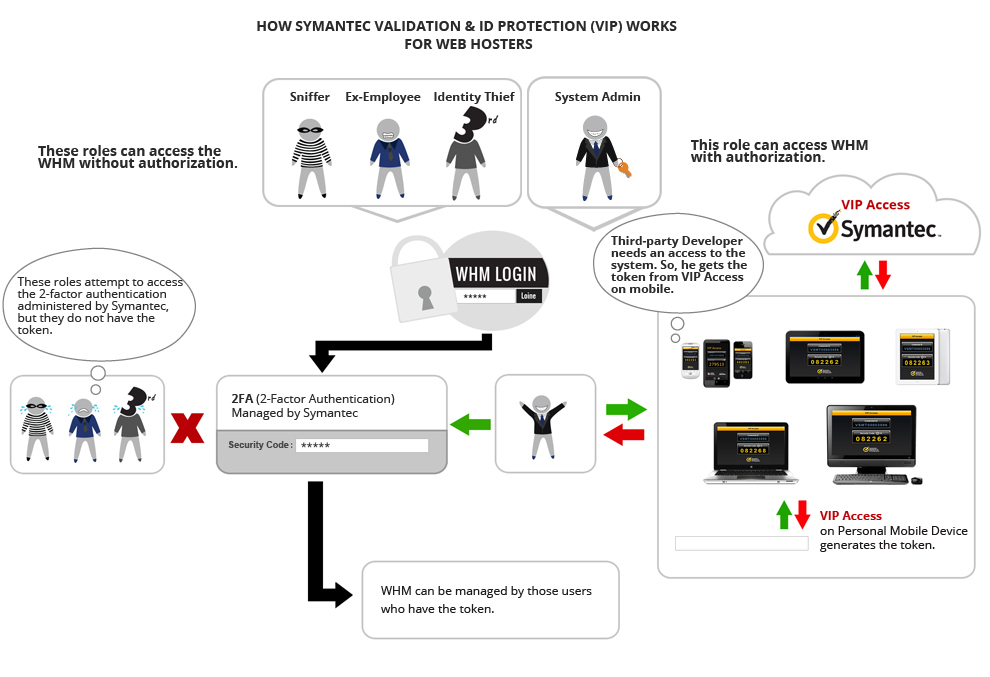 HOW SYMANTEC VALIDATION & ID PROTECTION (VIP) WORKS
FOR WEB HOSTERS
Sniffer
Ex-Employee
Identity Thief
System Admin
3rd
These roles can access the
WHM without authorization.
This role can access WHM
with authorization.
VIP Access
Symantec™
Third-party Developer
needs an access to the
system. So, he gets the
token from VIP Access
on mobile.
WHM LOGIN
*****
Loine
These roles attempt to access
the 2-factor authentication
administered by Symantec,
but they do not have the
token.
3rd
X
2FA (2-Factor Authentication)
Managed by Symantec
Security Code :
*****
082262
082263
082268
082262
VIP Access
on Personal Mobile Device
generates the token.
WHM can be managed by those users
who have the token.